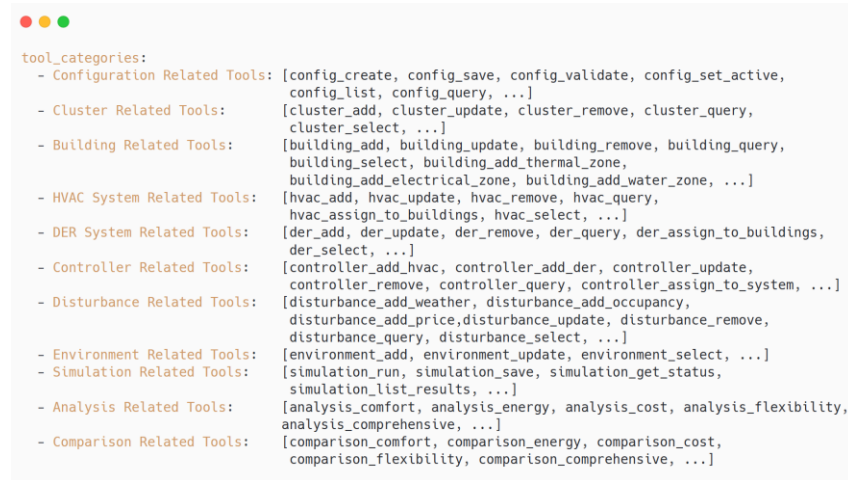 tool_categories:
  - Configuration Related Tools: [config_create, config_save, config_validate, config_set_active,
                                  config_list, config_query, ...]
  - Cluster Related Tools:       [cluster_add, cluster_update, cluster_remove, cluster_query,
                                  cluster_select, ...]
  - Building Related Tools:      [building_add, building_update, building_remove, building_query,
                                  building_select, building_add_thermal_zone,
                                  building_add_electrical_zone, building_add_water_zone, ...]
  - HVAC System Related Tools:   [hvac_add, hvac_update, hvac_remove, hvac_query,
                                  hvac_assign_to_buildings, hvac_select, ...]
  - DER System Related Tools:    [der_add, der_update, der_remove, der_query, der_assign_to_buildings,
                                  der_select, ...]
  - Controller Related Tools:    [controller_add_hvac, controller_add_der, controller_update,
                                  controller_remove, controller_query, controller_assign_to_system, ...]
  - Disturbance Related Tools:   [disturbance_add_weather, disturbance_add_occupancy,
                                  disturbance_add_price,disturbance_update, disturbance_remove,
                                  disturbance_query, disturbance_select, ...]
  - Environment Related Tools:   [environment_add, environment_update, environment_select, ...]
  - Simulation Related Tools:    [simulation_run, simulation_save, simulation_get_status,
                                  simulation_list_results, ...]
  - Analysis Related Tools:      [analysis_comfort, analysis_energy, analysis_cost, analysis_flexibility,
                                 analysis_comprehensive, ...]
  - Comparison Related Tools:    [comparison_comfort, comparison_energy, comparison_cost,
                                  comparison_flexibility, comparison_comprehensive, ...]